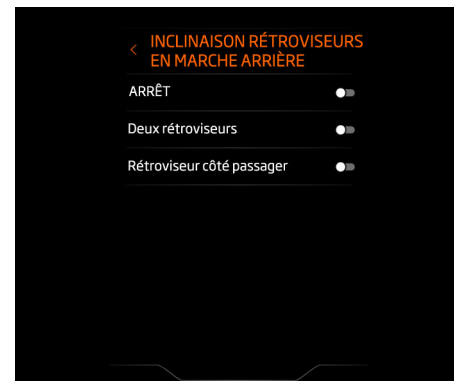 INCLINAISON RÉTROVISEURS
EN MARCHE ARRIÈRE
ARRÊT
Deux rétroviseurs
Rétroviseur côté passager